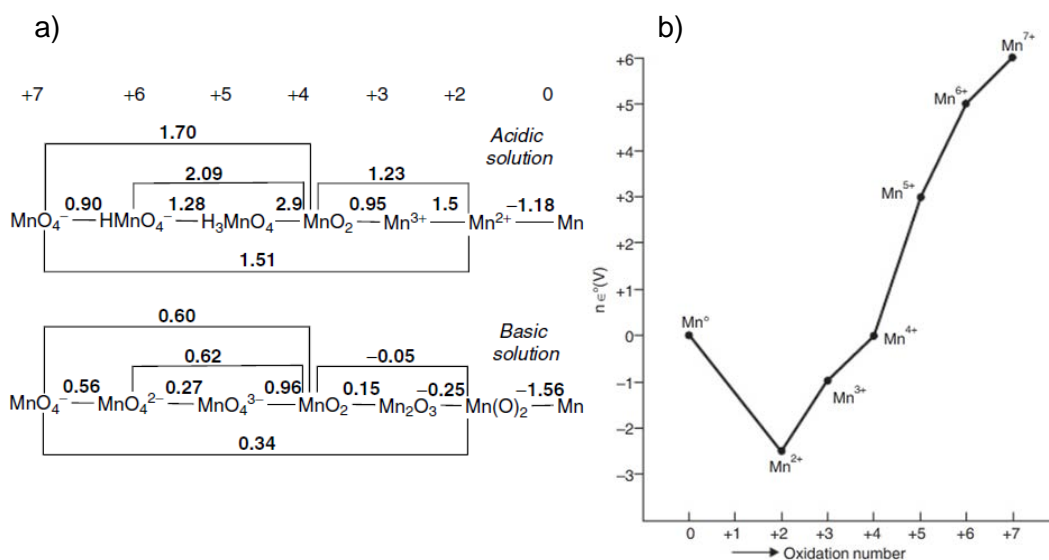 a)
+7 +6 +5 +4 +3 +2 0
1.70
Acidic
solution
2.09 1.23
0.90 1.28 2.9 0.95 1.5 −1.18
MnO₄⁻ HMnO₄⁻ H₃MnO₄ MnO₂ Mn³⁺ Mn²⁺ Mn
1.51
0.60
Basic
solution
0.62 −0.05
0.56 0.27 0.96 0.15 −0.25 −1.56
MnO₄⁻ MnO₄²⁻ MnO₄³⁻ MnO₂ Mn₂O₃ Mn(O)₂ Mn
0.34
b)
n ε°(V)
+6
+5
+4
+3
+2
+1
0
−1
−2
−3
Mn⁷⁺
Mn⁶⁺
Mn⁵⁺
Mn°
Mn⁴⁺
Mn³⁺
Mn²⁺
0 +1 +2 +3 +4 +5 +6 +7
Oxidation number